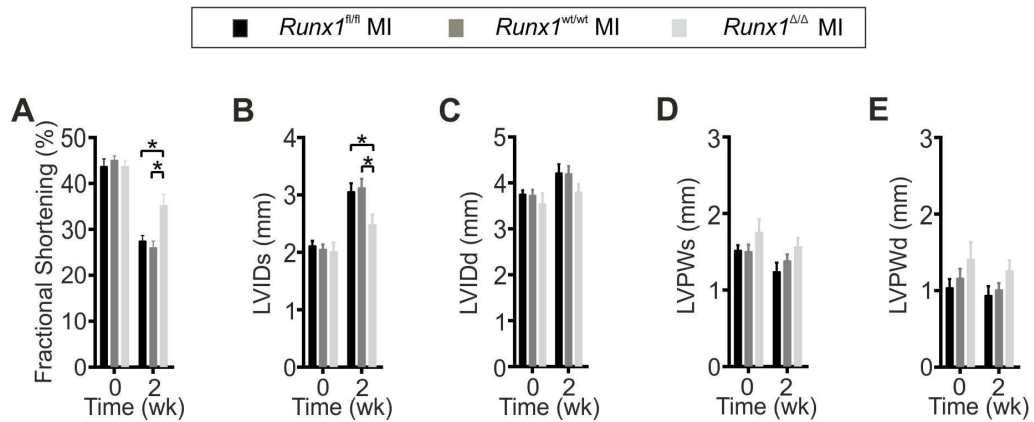 Runx1fl/fl MI Runx1wt/wt MI Runx1Δ/Δ MI
A
Fractional Shortening (%)
50
40
30
20
10
0
* *
0 2
Time (wk)
B
LVIDs (mm)
4
3
2
1
0
* *
0 2
Time (wk)
C
LVIDd (mm)
5
4
3
2
1
0
0 2
Time (wk)
D
LVPWs (mm)
3
2
1
0
0 2
Time (wk)
E
LVPWd (mm)
3
2
1
0
0 2
Time (wk)